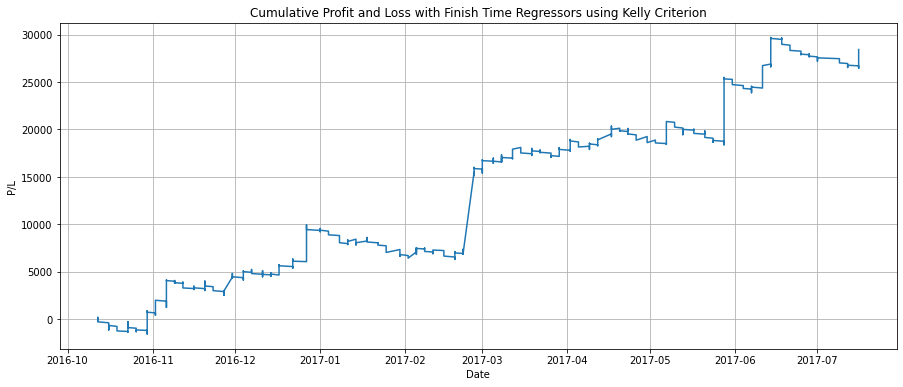 Cumulative Profit and Loss with Finish Time Regressors using Kelly Criterion
30000
25000
20000
15000
10000
5000
0
P/L
2016-10 2016-11 2016-12 2017-01 2017-02 2017-03 2017-04 2017-05 2017-06 2017-07
Date